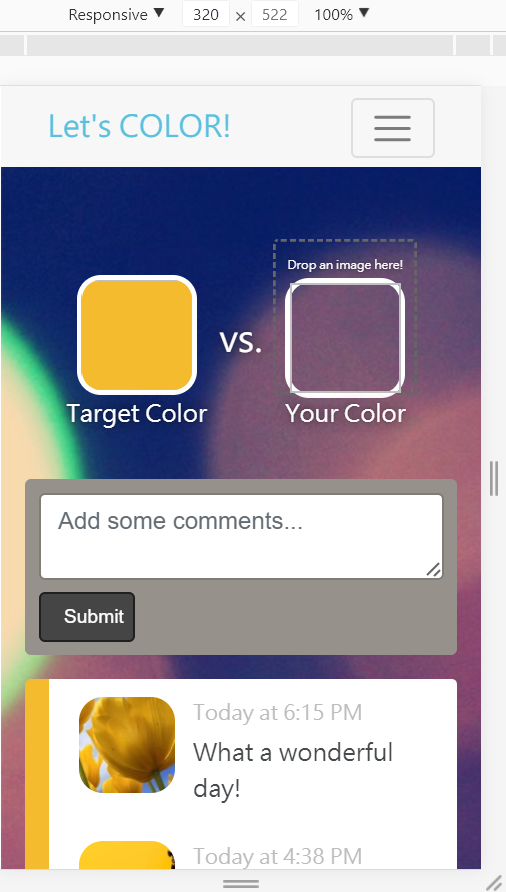 Responsive ▼ 320 × 522 100% ▼
Let's COLOR!
Drop an image here!
vs.
Target Color
Your Color
Add some comments...
Submit
Today at 6:15 PM
What a wonderful
day!
Today at 4:38 PM